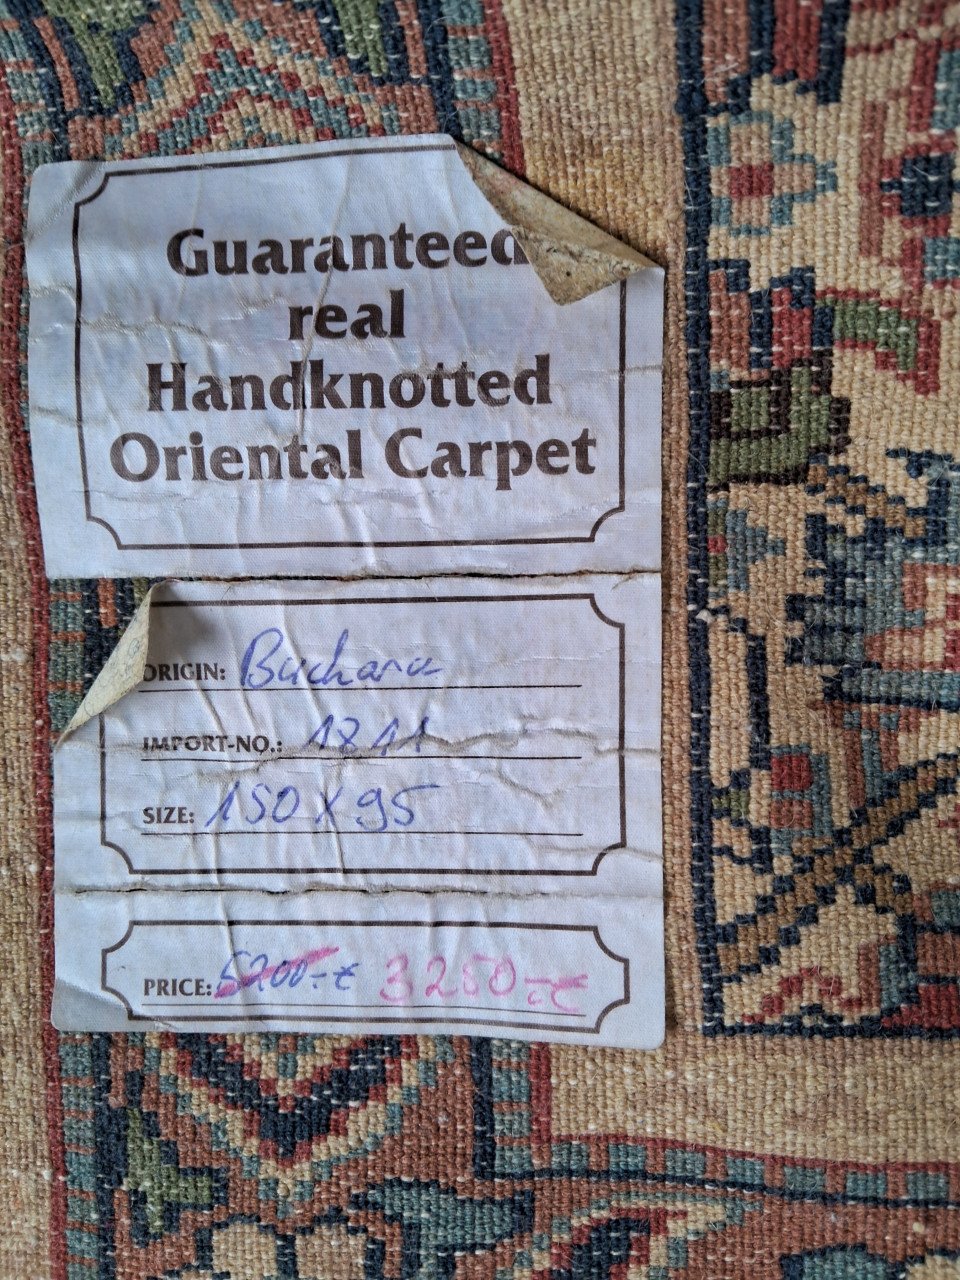 Guaranteed
real
Handknotted
Oriental Carpet
ORIGIN: Buchara
IMPORT-NO.: 1841
SIZE: 150 X 95
PRICE: 5200.-€ 3250.-€